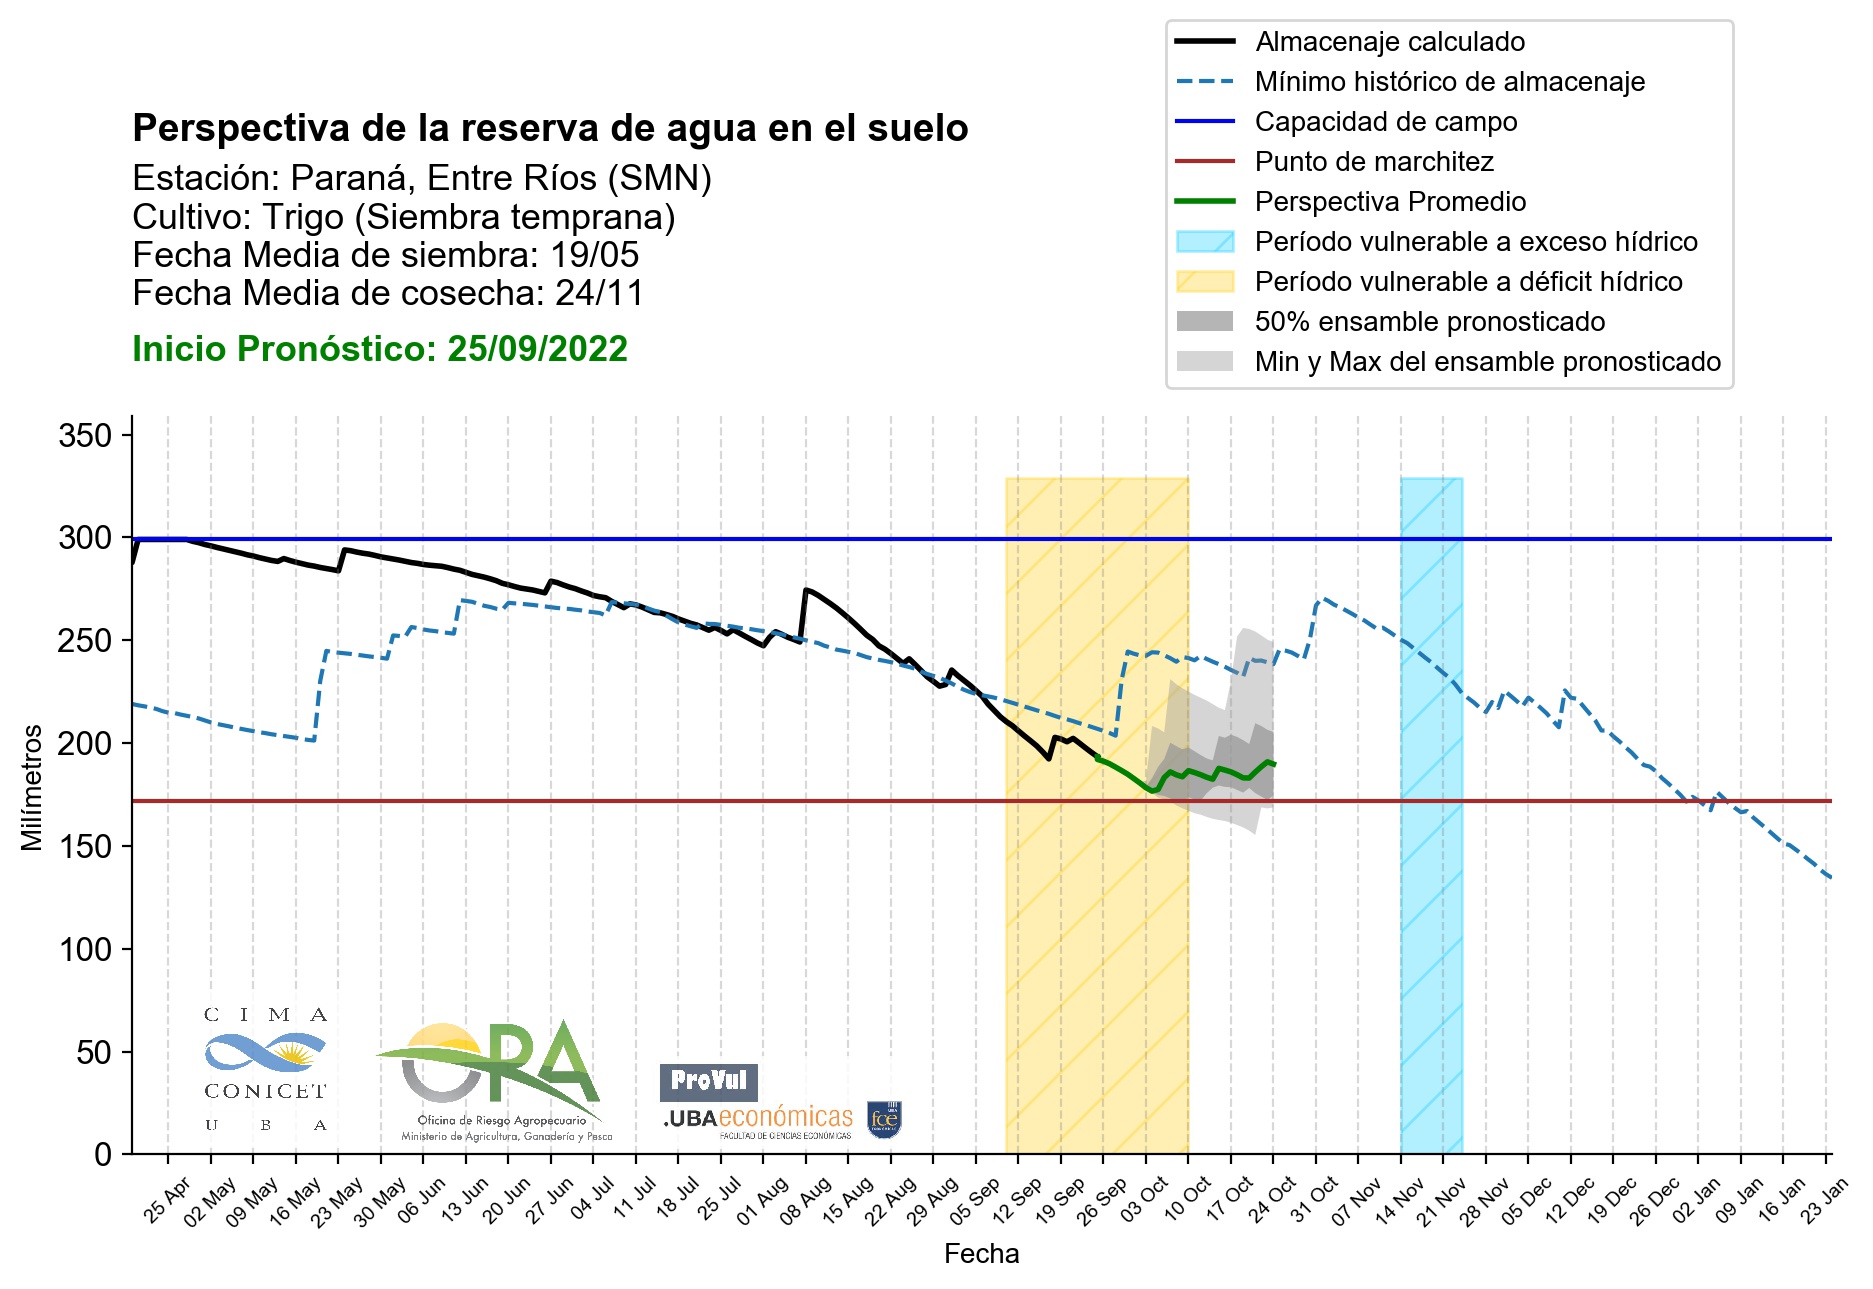 Almacenaje calculado
Mínimo histórico de almacenaje
Capacidad de campo
Punto de marchitez
Perspectiva Promedio
Período vulnerable a exceso hídrico
Período vulnerable a déficit hídrico
50% ensamble pronosticado
Min y Max del ensamble pronosticado
Perspectiva de la reserva de agua en el suelo
Estación: Paraná, Entre Ríos (SMN)
Cultivo: Trigo (Siembra temprana)
Fecha Media de siembra: 19/05
Fecha Media de cosecha: 24/11
Inicio Pronóstico: 25/09/2022
Milímetros
350
300
250
200
150
100
50
0
C I M A
CONICET
U B A
ORA
Oficina de Riesgo Agropecuario
Ministerio de Agricultura, Ganadería y Pesca
ProVul
.UBAeconómicas
FACULTAD DE CIENCIAS ECONÓMICAS
UBA
fce
ECONÓMICAS
25 Apr
02 May
09 May
16 May
23 May
30 May
06 Jun
13 Jun
20 Jun
27 Jun
04 Jul
11 Jul
18 Jul
25 Jul
01 Aug
08 Aug
15 Aug
22 Aug
29 Aug
05 Sep
12 Sep
19 Sep
26 Sep
03 Oct
10 Oct
17 Oct
24 Oct
31 Oct
07 Nov
14 Nov
21 Nov
28 Nov
05 Dec
12 Dec
19 Dec
26 Dec
02 Jan
09 Jan
16 Jan
23 Jan
Fecha